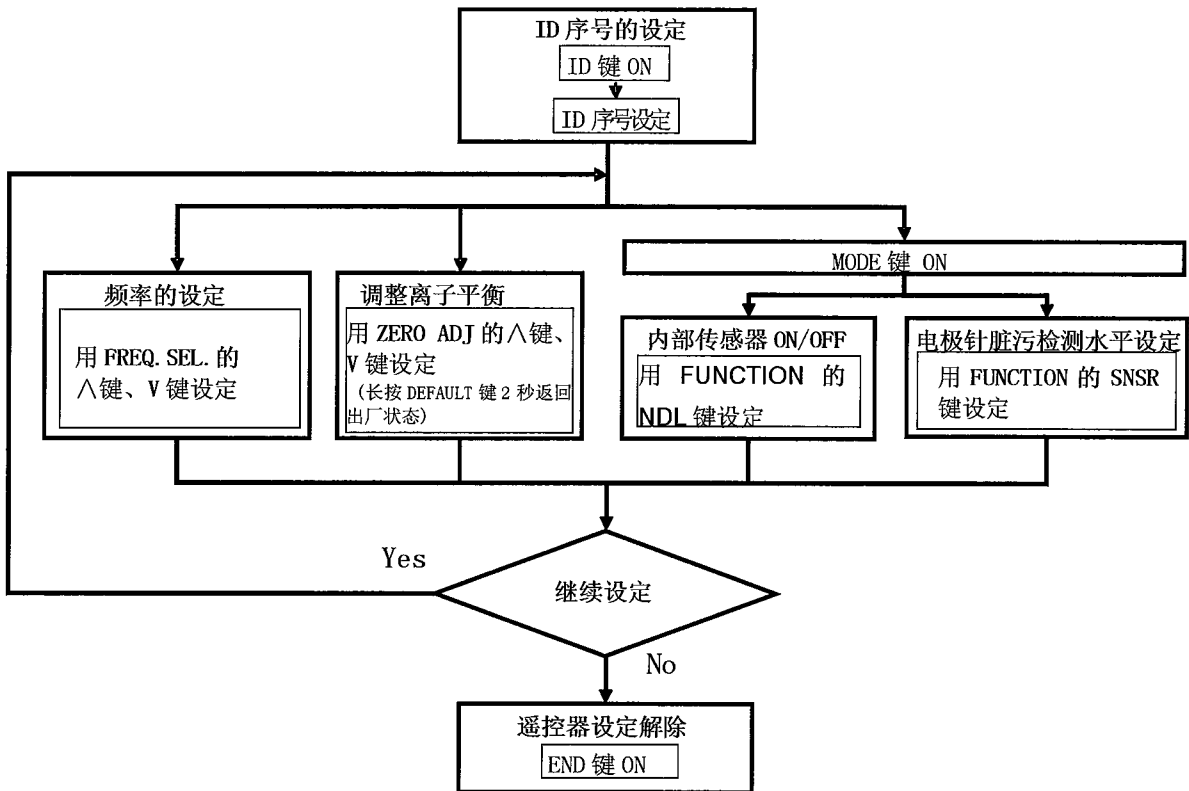 ID 序号的设定
ID 键 ON
ID 序号设定
MODE 键 ON
频率的设定
用 FREQ. SEL. 的
∧键、V 键设定
调整离子平衡
用 ZERO ADJ 的∧键、
V 键设定
(长按 DEFAULT 键 2 秒返回
出厂状态)
内部传感器 ON/OFF
用 FUNCTION 的
NDL 键设定
电极针脏污检测水平设定
用 FUNCTION 的 SNSR
键设定
Yes
继续设定
No
遥控器设定解除
END 键 ON